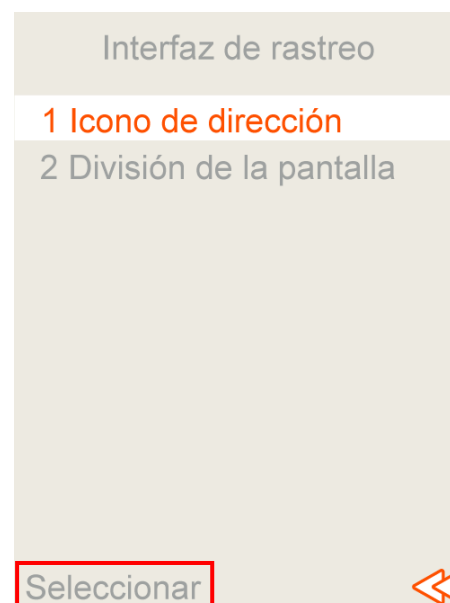 Interfaz de rastreo
1 Icono de dirección
2 División de la pantalla
Seleccionar